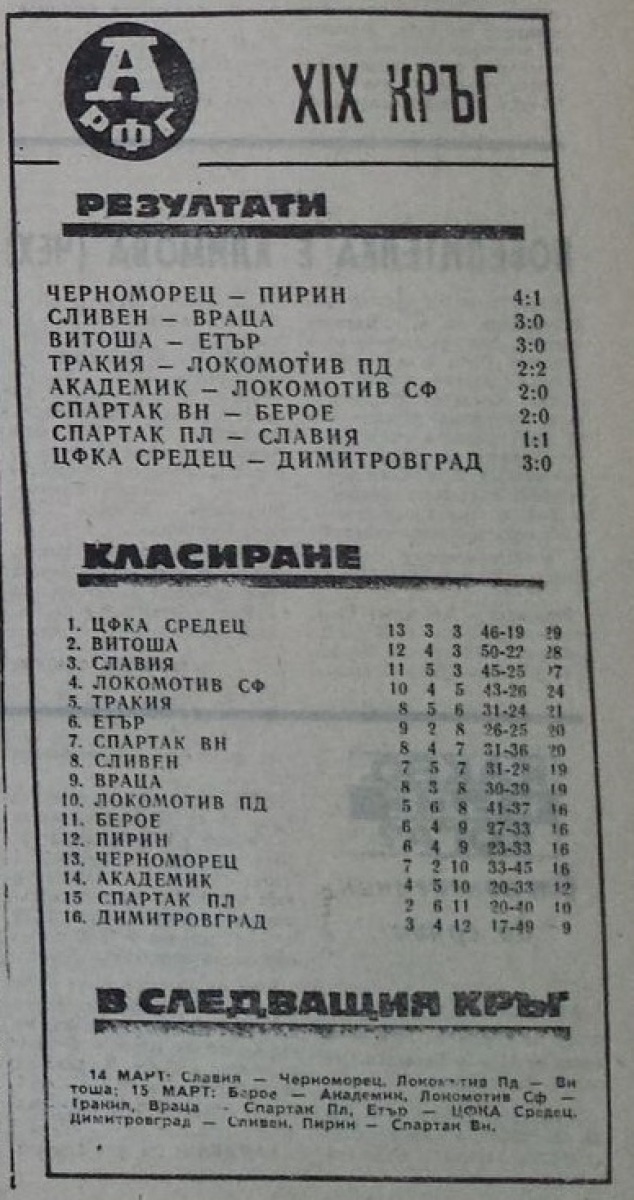 А
РФГ
XIX КРЪГ
РЕЗУЛТАТИ
ЧЕРНОМОРЕЦ – ПИРИН 4:1
СЛИВЕН – ВРАЦА 3:0
ВИТОША – ЕТЪР 3:0
ТРАКИЯ – ЛОКОМОТИВ ПД 2:2
АКАДЕМИК – ЛОКОМОТИВ СФ 2:0
СПАРТАК ВН – БЕРОЕ 2:0
СПАРТАК ПЛ – СЛАВИЯ 1:1
ЦФКА СРЕДЕЦ – ДИМИТРОВГРАД 3:0
КЛАСИРАНЕ
1. ЦФКА СРЕДЕЦ 13 3 3 46-19 29
2. ВИТОША 12 4 3 50-22 28
3. СЛАВИЯ 11 5 3 45-25 27
4. ЛОКОМОТИВ СФ 10 4 5 43-26 24
5. ТРАКИЯ 8 5 6 31-24 21
6. ЕТЪР 9 2 8 26-25 20
7. СПАРТАК ВН 8 4 7 31-36 20
8. СЛИВЕН 7 5 7 31-28 19
9. ВРАЦА 8 3 8 30-39 19
10. ЛОКОМОТИВ ПД 5 6 8 41-37 16
11. БЕРОЕ 6 4 9 27-33 16
12. ПИРИН 6 4 9 23-33 16
13. ЧЕРНОМОРЕЦ 7 2 10 33-45 16
14. АКАДЕМИК 4 5 10 20-33 12
15 СПАРТАК ПЛ 2 6 11 20-40 10
16. ДИМИТРОВГРАД 3 4 12 17-49 9
В СЛЕДВАЩИЯ КРЪГ
14 МАРТ: Славия — Черноморец, Локомотив Пд — Ви
тоша; 15 МАРТ: Берое — Академик, Локомотив Сф —
Тракия, Враца - Спартак Пл, Етър — ЦФКА Средец,
Димитровград — Сливен, Пирин — Спартак Вн.